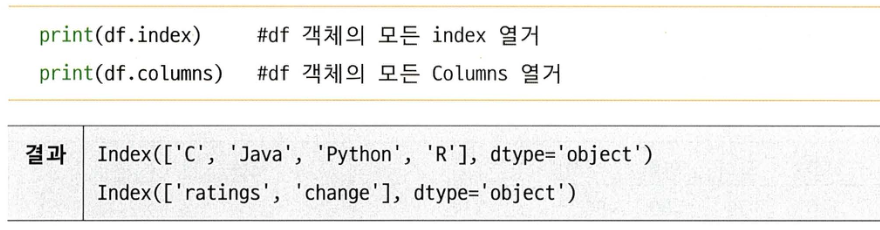 print(df.index)     #df 객체의 모든 index 열거
print(df.columns)   #df 객체의 모든 Columns 열거
결과 Index(['C', 'Java', 'Python', 'R'], dtype='object')
Index(['ratings', 'change'], dtype='object')